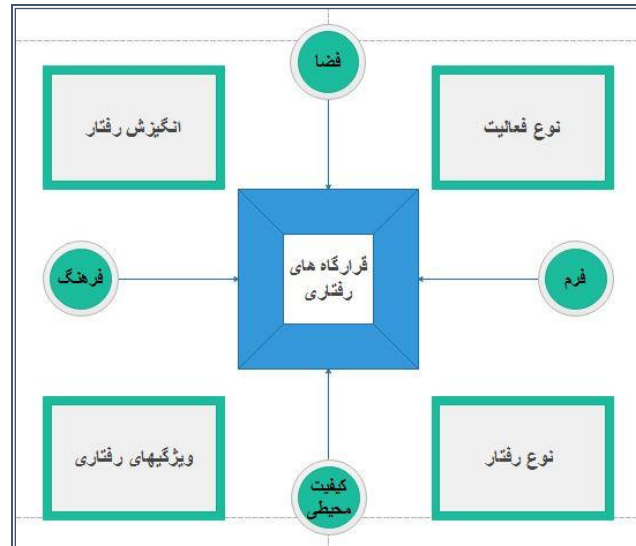 فضا
نوع فعالیت
انگیزش رفتار
قرارگاه های
رفتاری
فرم
فرهنگ
نوع رفتار
ویژگیهای رفتاری
کیفیت
محیطی